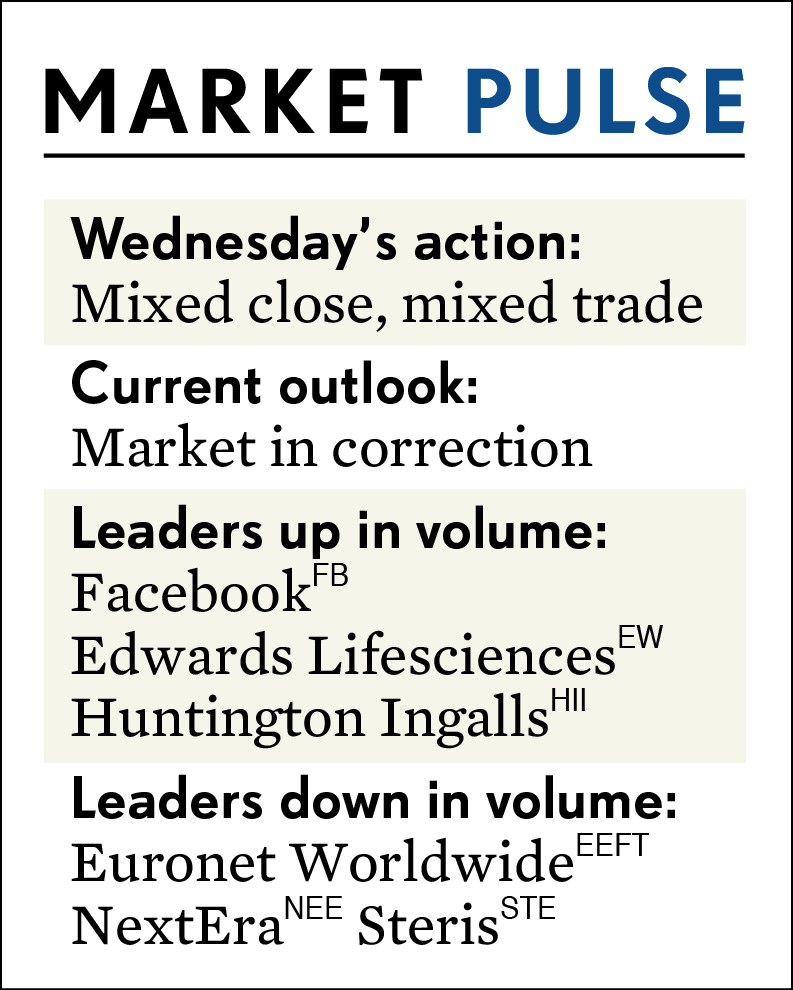 MARKET PULSE
Wednesday’s action:
Mixed close, mixed trade
Current outlook:
Market in correction
Leaders up in volume:
Facebook FB
Edwards Lifesciences EW
Huntington Ingalls HII
Leaders down in volume:
Euronet Worldwide EEFT
NextEra NEE Steris STE